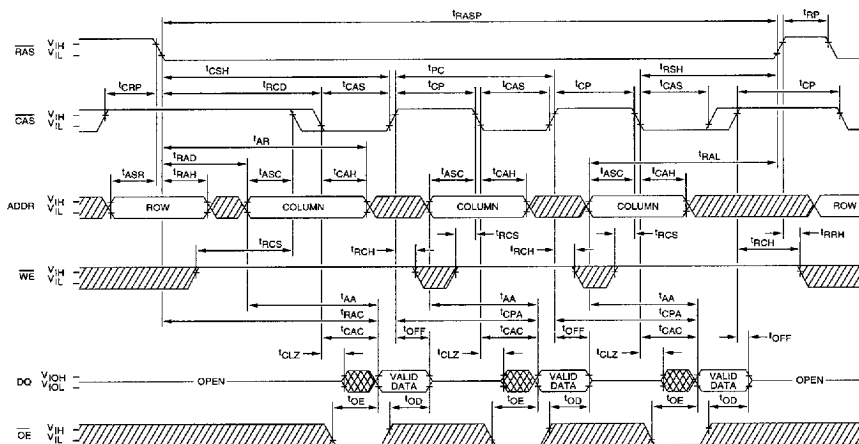 tRASP tRP
RAS VIH
VIL
tCSH tPC tRSH
tCRP tRCD tCAS tCP tCAS tCP tCAS tCP
CAS VIH
VIL
tAR
tRAD tRAL
tASR tRAH tASC tCAH tASC tCAH tASC tCAH
ADDR VIH
VIL
ROW COLUMN COLUMN COLUMN ROW
tRCS tRCH tRCS tRCH tRCS tRCH tRRH
WE VIH
VIL
tAA tAA tAA
tRAC tCPA tCPA
tCAC tOFF tCAC tOFF tCAC tOFF
tCLZ tCLZ tCLZ
DQ VIOH
VIOL
OPEN VALID DATA VALID DATA VALID DATA OPEN
tOE tOD tOE tOD tOE tOD
OE VIH
VIL